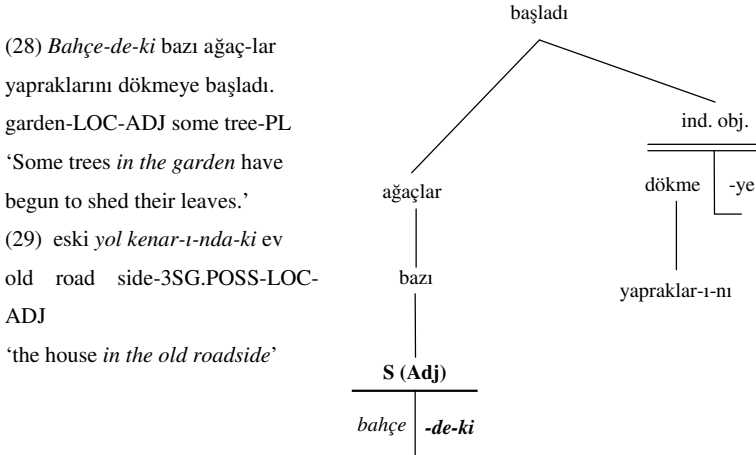 (28) Bahçe-de-ki bazı ağaç-lar
yapraklarını dökmeye başladı.
garden-LOC-ADJ some tree-PL
‘Some trees in the garden have
begun to shed their leaves.’
(29) eski yol kenar-ı-nda-ki ev
old road side-3SG.POSS-LOC-
ADJ
‘the house in the old roadside’
başladı
ind. obj.
ağaçlar
dökme -ye
bazı
yapraklar-ı-nı
S (Adj)
bahçe -de-ki